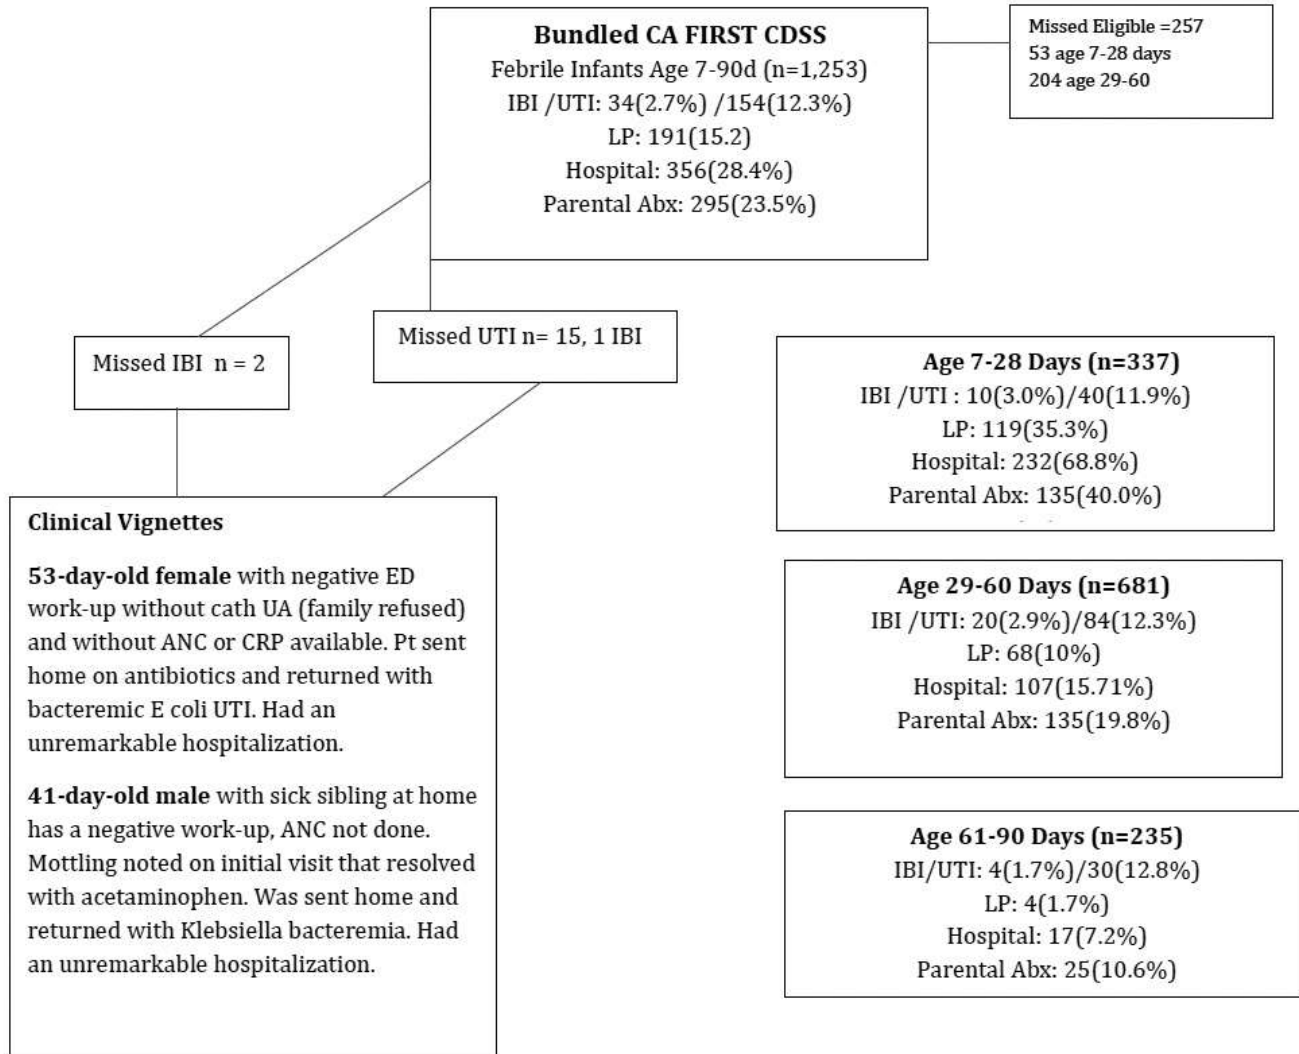 Bundled CA FIRST CDSS
Febrile Infants Age 7-90d (n=1,253)
IBI /UTI: 34(2.7%) /154(12.3%)
LP: 191(15.2)
Hospital: 356(28.4%)
Parental Abx: 295(23.5%)
Missed Eligible =257
53 age 7-28 days
204 age 29-60
Missed IBI n = 2
Missed UTI n= 15, 1 IBI
Clinical Vignettes
53-day-old female with negative ED
work-up without cath UA (family refused)
and without ANC or CRP available. Pt sent
home on antibiotics and returned with
bacteremic E coli UTI. Had an
unremarkable hospitalization.
41-day-old male with sick sibling at home
has a negative work-up, ANC not done.
Mottling noted on initial visit that resolved
with acetaminophen. Was sent home and
returned with Klebsiella bacteremia. Had
an unremarkable hospitalization.
Age 7-28 Days (n=337)
IBI /UTI : 10(3.0%)/40(11.9%)
LP: 119(35.3%)
Hospital: 232(68.8%)
Parental Abx: 135(40.0%)
Age 29-60 Days (n=681)
IBI /UTI: 20(2.9%)/84(12.3%)
LP: 68(10%)
Hospital: 107(15.71%)
Parental Abx: 135(19.8%)
Age 61-90 Days (n=235)
IBI/UTI: 4(1.7%)/30(12.8%)
LP: 4(1.7%)
Hospital: 17(7.2%)
Parental Abx: 25(10.6%)